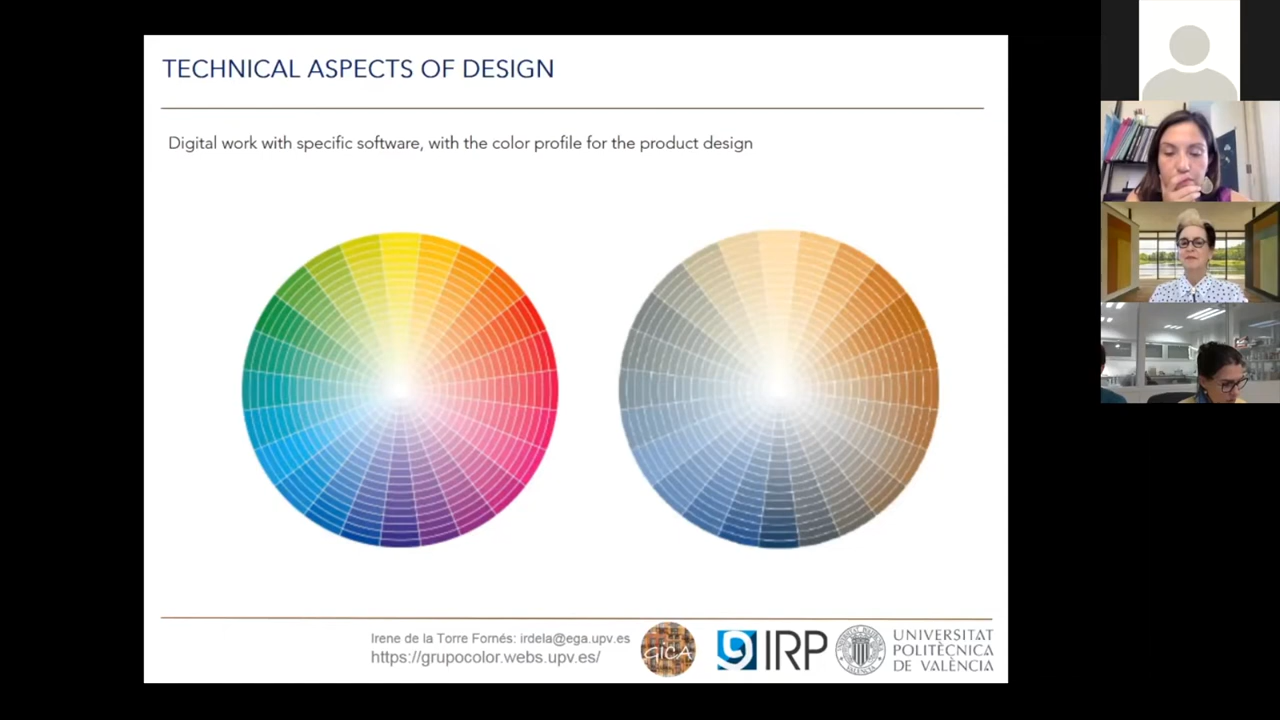 TECHNICAL ASPECTS OF DESIGN
Digital work with specific software, with the color profile for the product design
Irene de la Torre Fornés: irdela@ega.upv.es
https://grupocolor.webs.upv.es/
GICA
IRP
UNIVERSITAT
POLITÈCNICA
DE VALÈNCIA